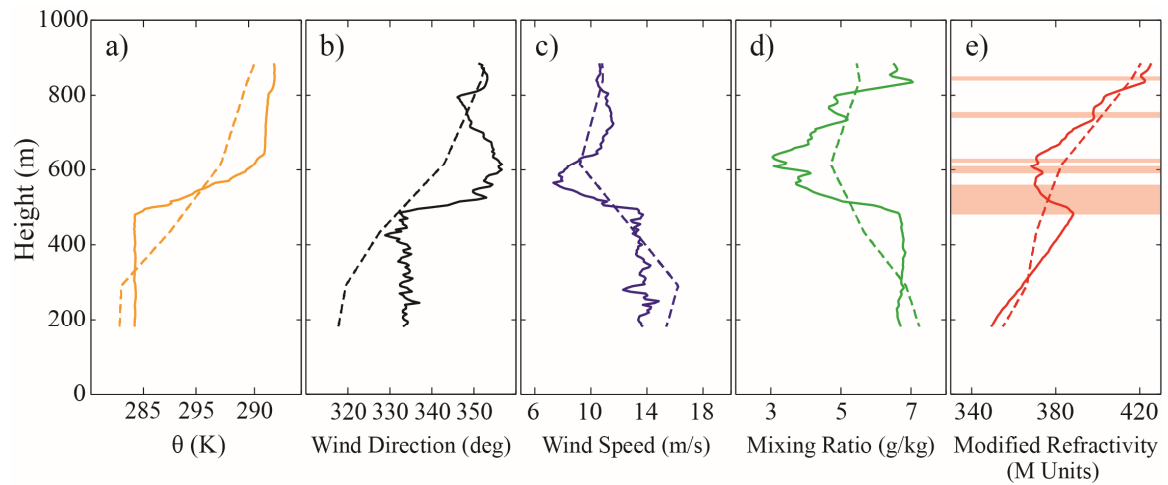 1000
800
600
400
200
0
Height (m)
a)
b)
c)
d)
e)
285 295 290
320 330 340 350
6 10 14 18
3 5 7
340 380 420
θ (K)
Wind Direction (deg)
Wind Speed (m/s)
Mixing Ratio (g/kg)
Modified Refractivity
(M Units)